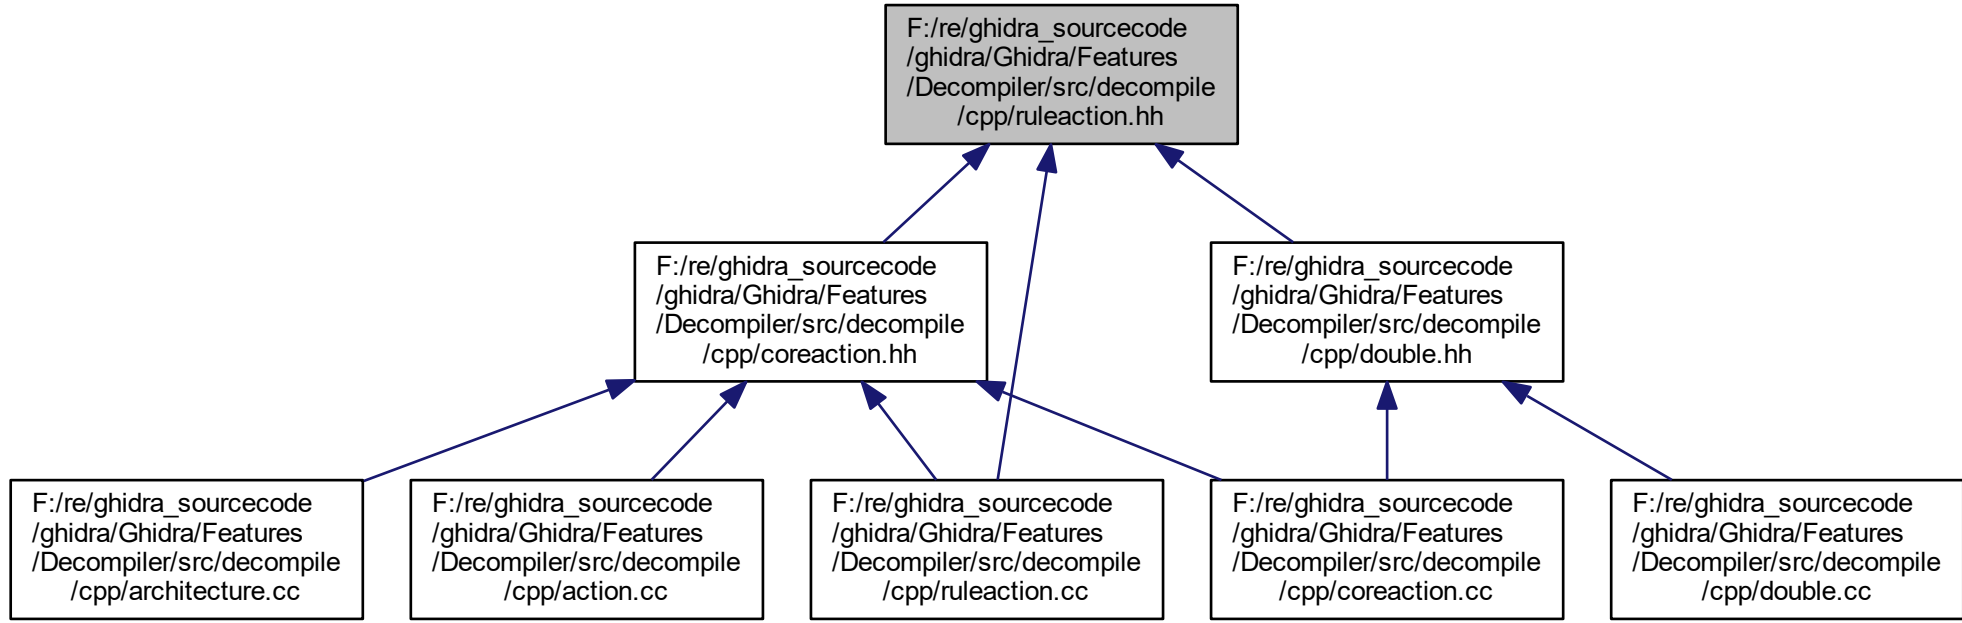 F:/re/ghidra_sourcecode
/ghidra/Ghidra/Features
/Decompiler/src/decompile
/cpp/ruleaction.hh
F:/re/ghidra_sourcecode
/ghidra/Ghidra/Features
/Decompiler/src/decompile
/cpp/coreaction.hh
F:/re/ghidra_sourcecode
/ghidra/Ghidra/Features
/Decompiler/src/decompile
/cpp/double.hh
F:/re/ghidra_sourcecode
/ghidra/Ghidra/Features
/Decompiler/src/decompile
/cpp/architecture.cc
F:/re/ghidra_sourcecode
/ghidra/Ghidra/Features
/Decompiler/src/decompile
/cpp/action.cc
F:/re/ghidra_sourcecode
/ghidra/Ghidra/Features
/Decompiler/src/decompile
/cpp/ruleaction.cc
F:/re/ghidra_sourcecode
/ghidra/Ghidra/Features
/Decompiler/src/decompile
/cpp/coreaction.cc
F:/re/ghidra_sourcecode
/ghidra/Ghidra/Features
/Decompiler/src/decompile
/cpp/double.cc